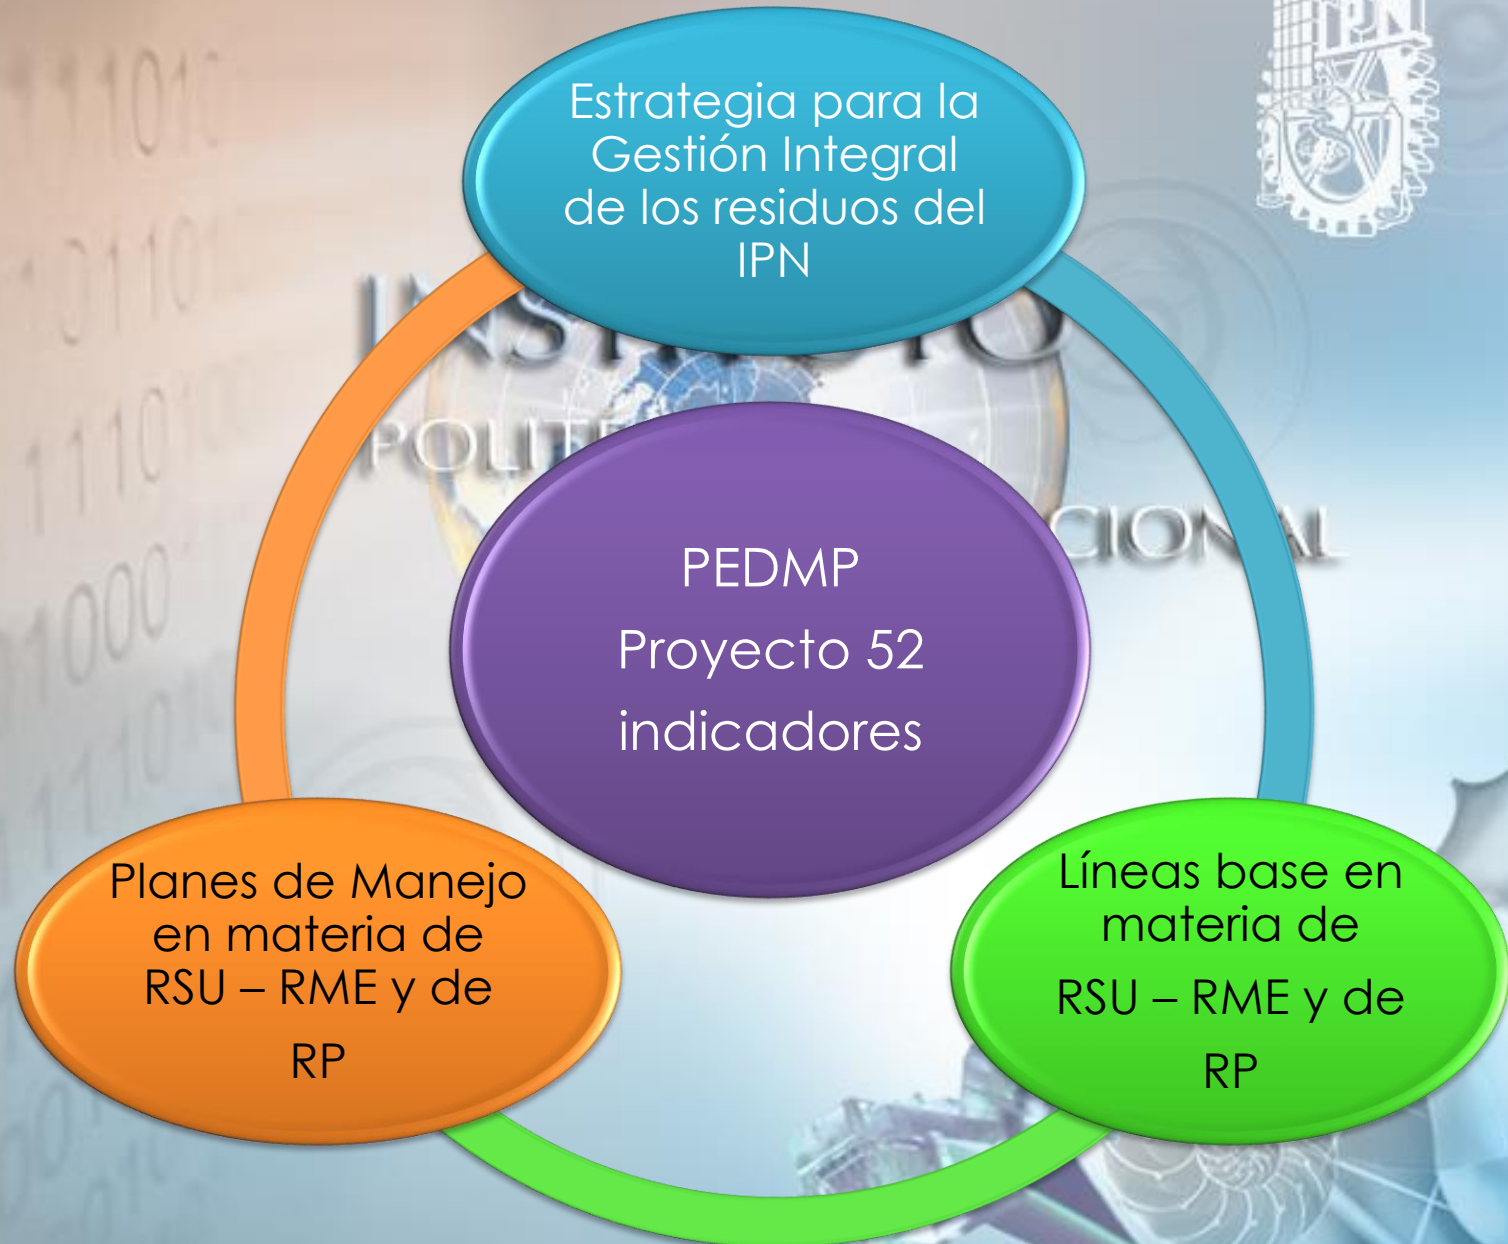 Estrategia para la
Gestión Integral
de los residuos del
IPN
PEDMP
Proyecto 52
indicadores
Planes de Manejo
en materia de
RSU – RME y de
RP
Líneas base en
materia de
RSU – RME y de
RP
IPN